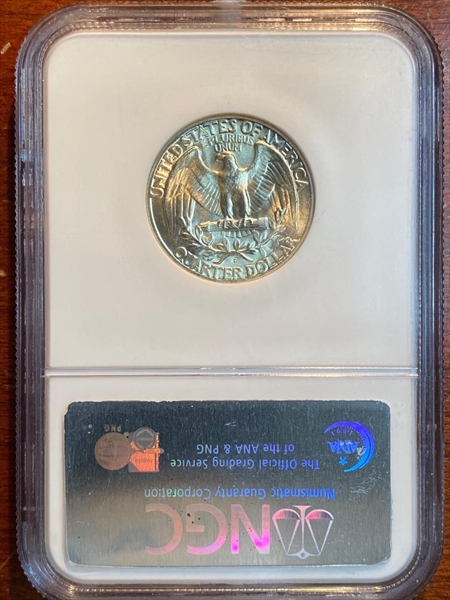 UNITED STATES OF AMERICA
E PLURIBUS
UNUM
QUARTER DOLLAR
PNG
ANA
The Official Grading Service
of the ANA & PNG
Numismatic Guaranty Corporation
NGC